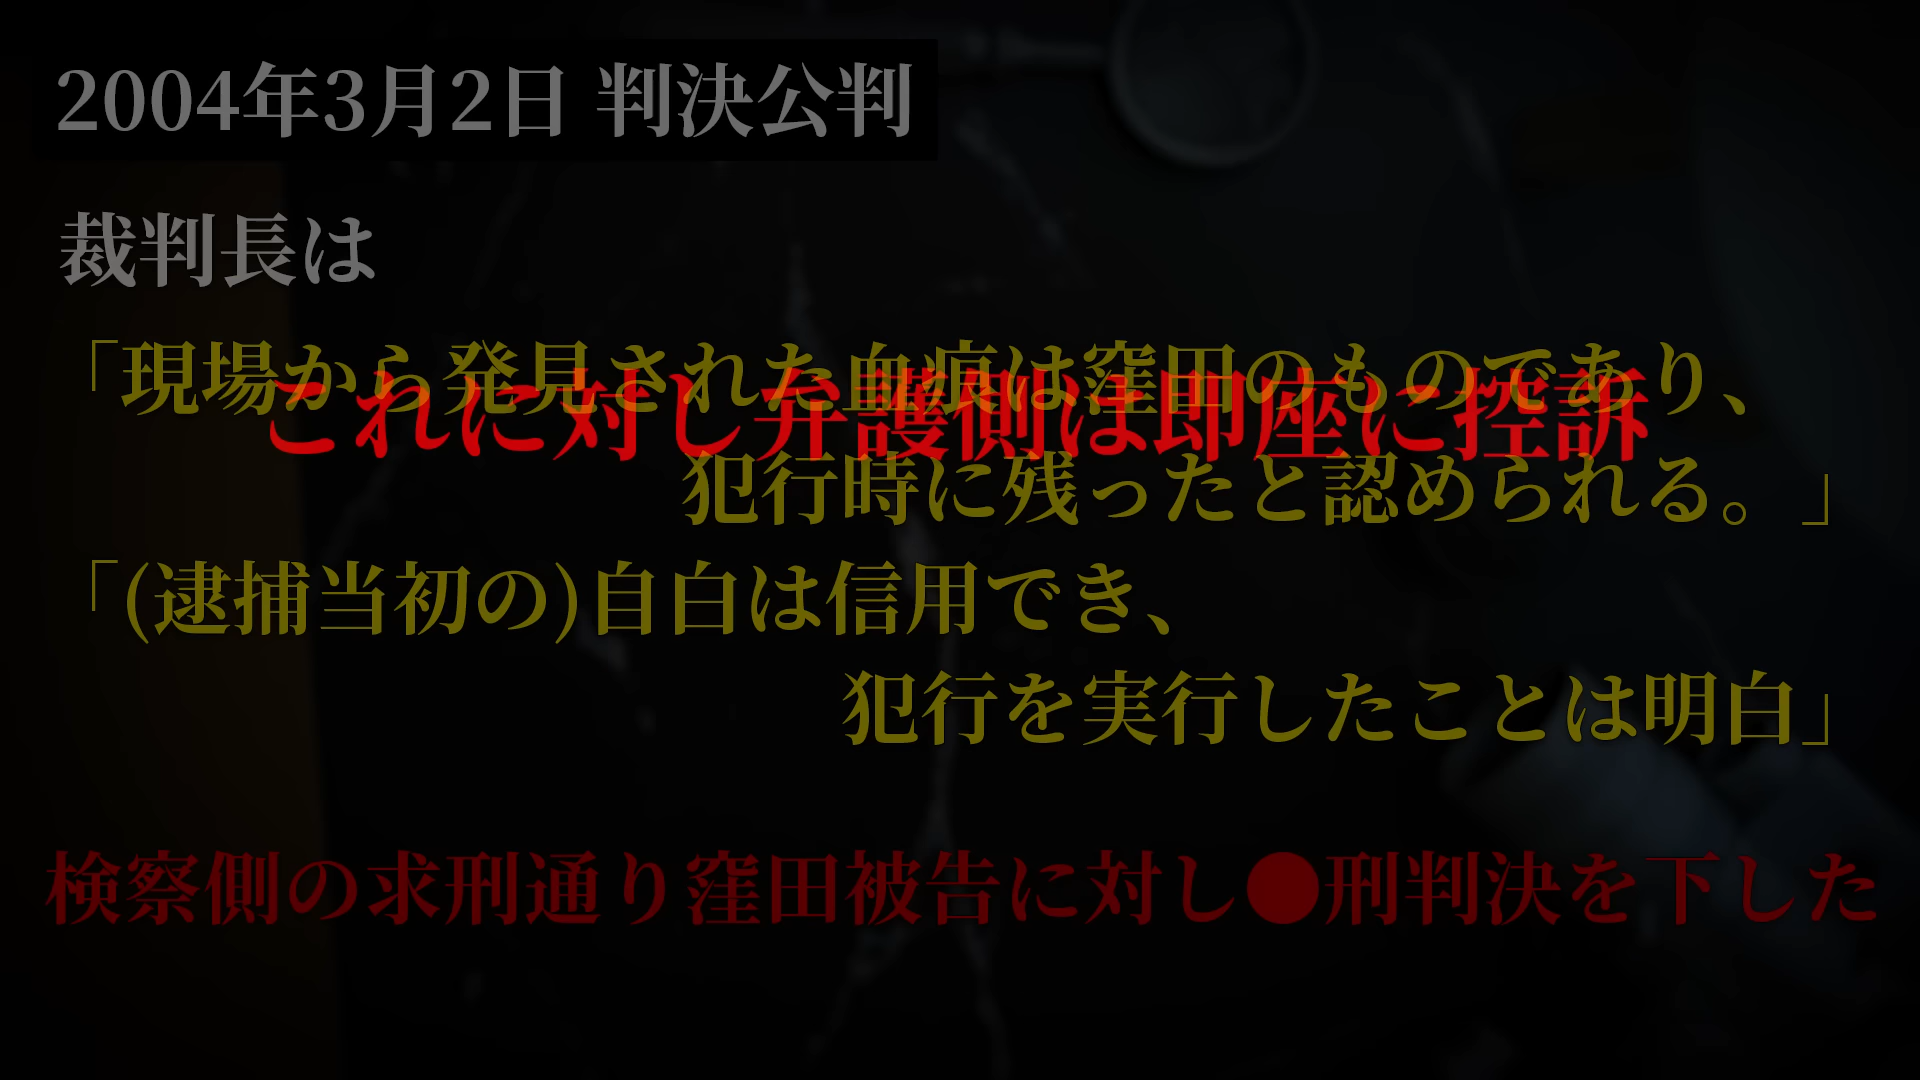 2004年3月2日 判決公判
裁判長は
「現場から発見された血痕は窪田のものであり、
これに対し弁護側は即座に控訴
犯行時に残ったと認められる。」
「(逮捕当初の)自白は信用でき、
犯行を実行したことは明白」
検察側の求刑通り窪田被告に対し●刑判決を下した